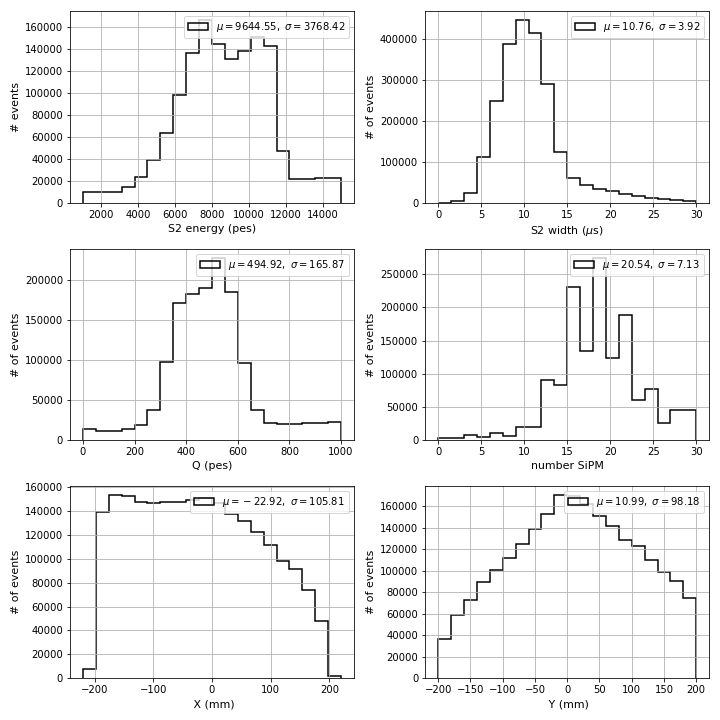 μ = 9644.55, σ = 3768.42
# events
160000
140000
120000
100000
80000
60000
40000
20000
0
2000 4000 6000 8000 10000 12000 14000
S2 energy (pes)
μ = 10.76, σ = 3.92
# of events
400000
300000
200000
100000
0
0 5 10 15 20 25 30
S2 width (μs)
μ = 494.92, σ = 165.87
# of events
200000
150000
100000
50000
0
0 200 400 600 800 1000
Q (pes)
μ = 20.54, σ = 7.13
# of events
250000
200000
150000
100000
50000
0
0 5 10 15 20 25 30
number SiPM
μ = −22.92, σ = 105.81
# of events
160000
140000
120000
100000
80000
60000
40000
20000
0
−200 −100 0 100 200
X (mm)
μ = 10.99, σ = 98.18
# of events
160000
140000
120000
100000
80000
60000
40000
20000
0
−200 −150 −100 −50 0 50 100 150 200
Y (mm)